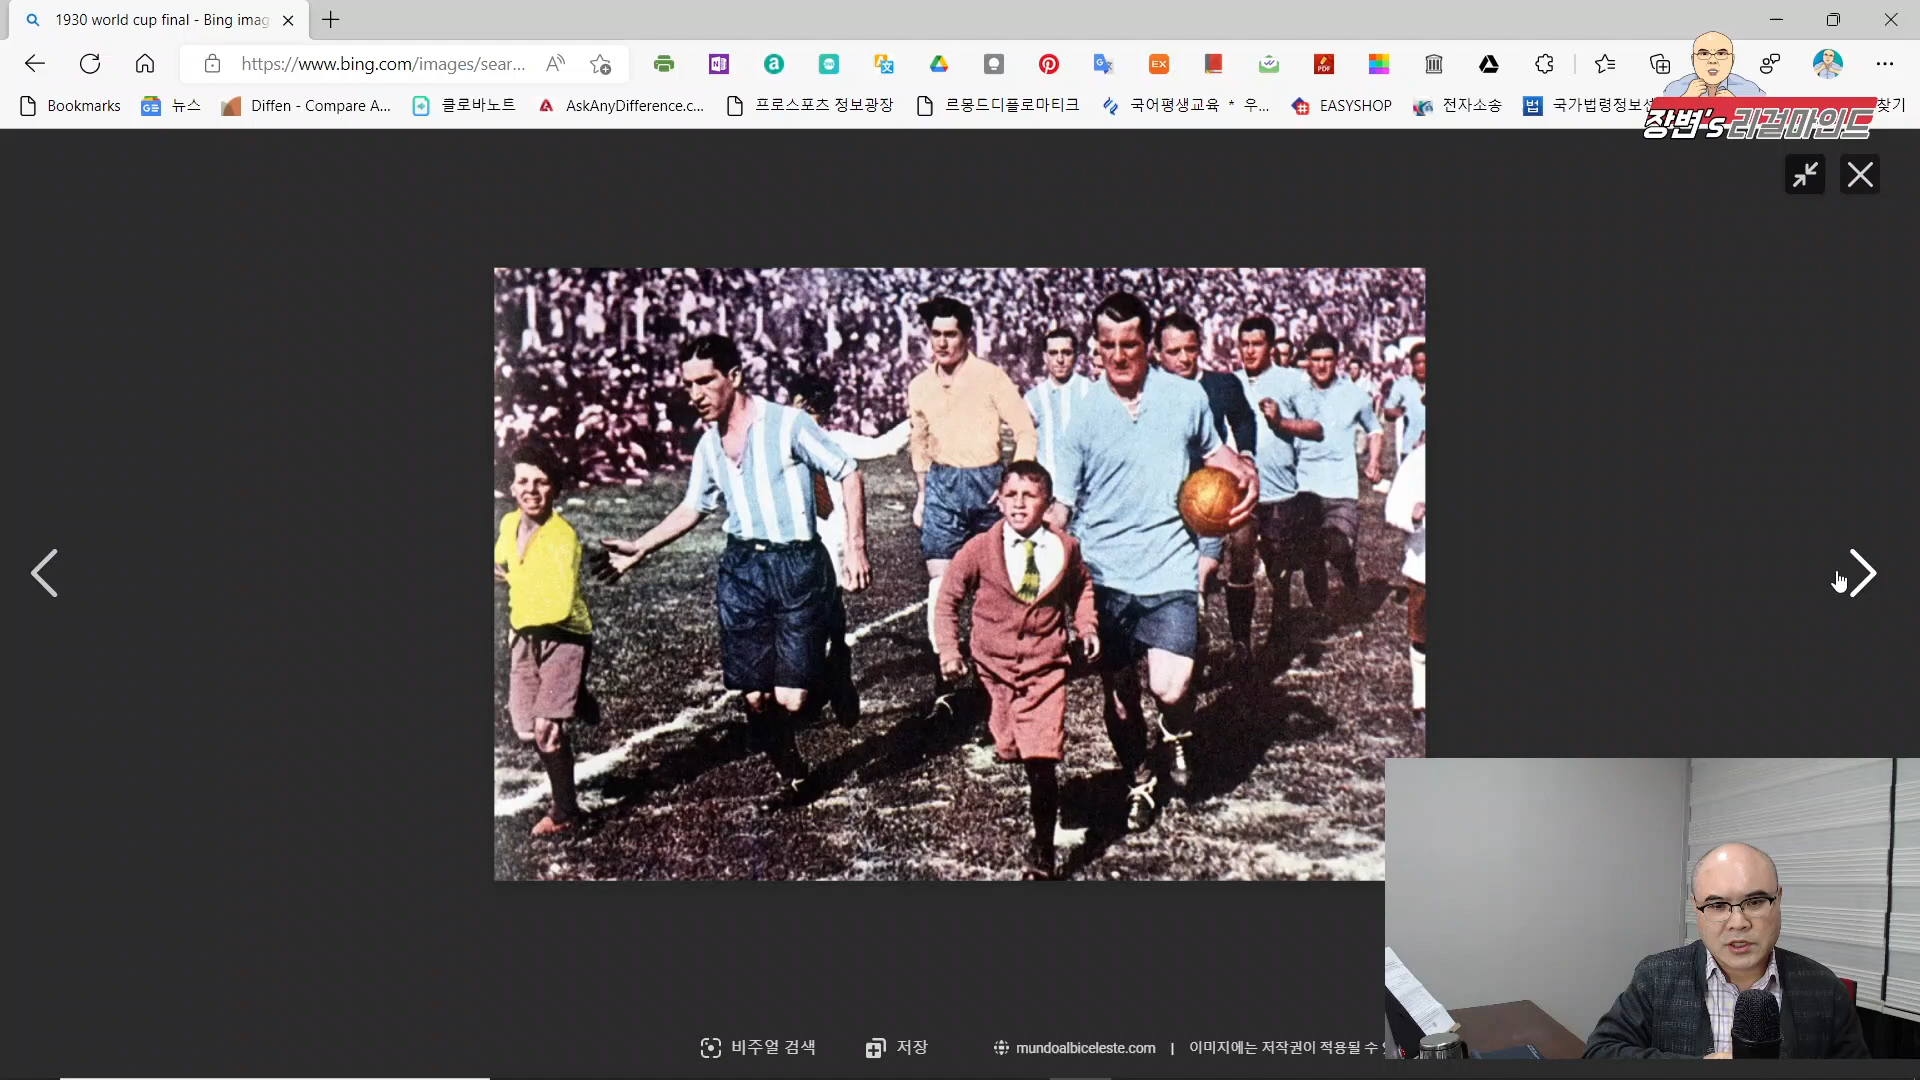 1930 world cup final - Bing imag
https://www.bing.com/images/sear...
Bookmarks
뉴스
Diffen - Compare A...
클로바노트
AskAnyDifference.c...
프로스포츠 정보광장
르몽드디플로마티크
국어평생교육 * 우...
EASYSHOP
전자소송
국가법령정보센
찾기
장변's 리걸마인드
비주얼 검색
저장
mundoalbiceleste.com | 이미지에는 저작권이 적용될 수